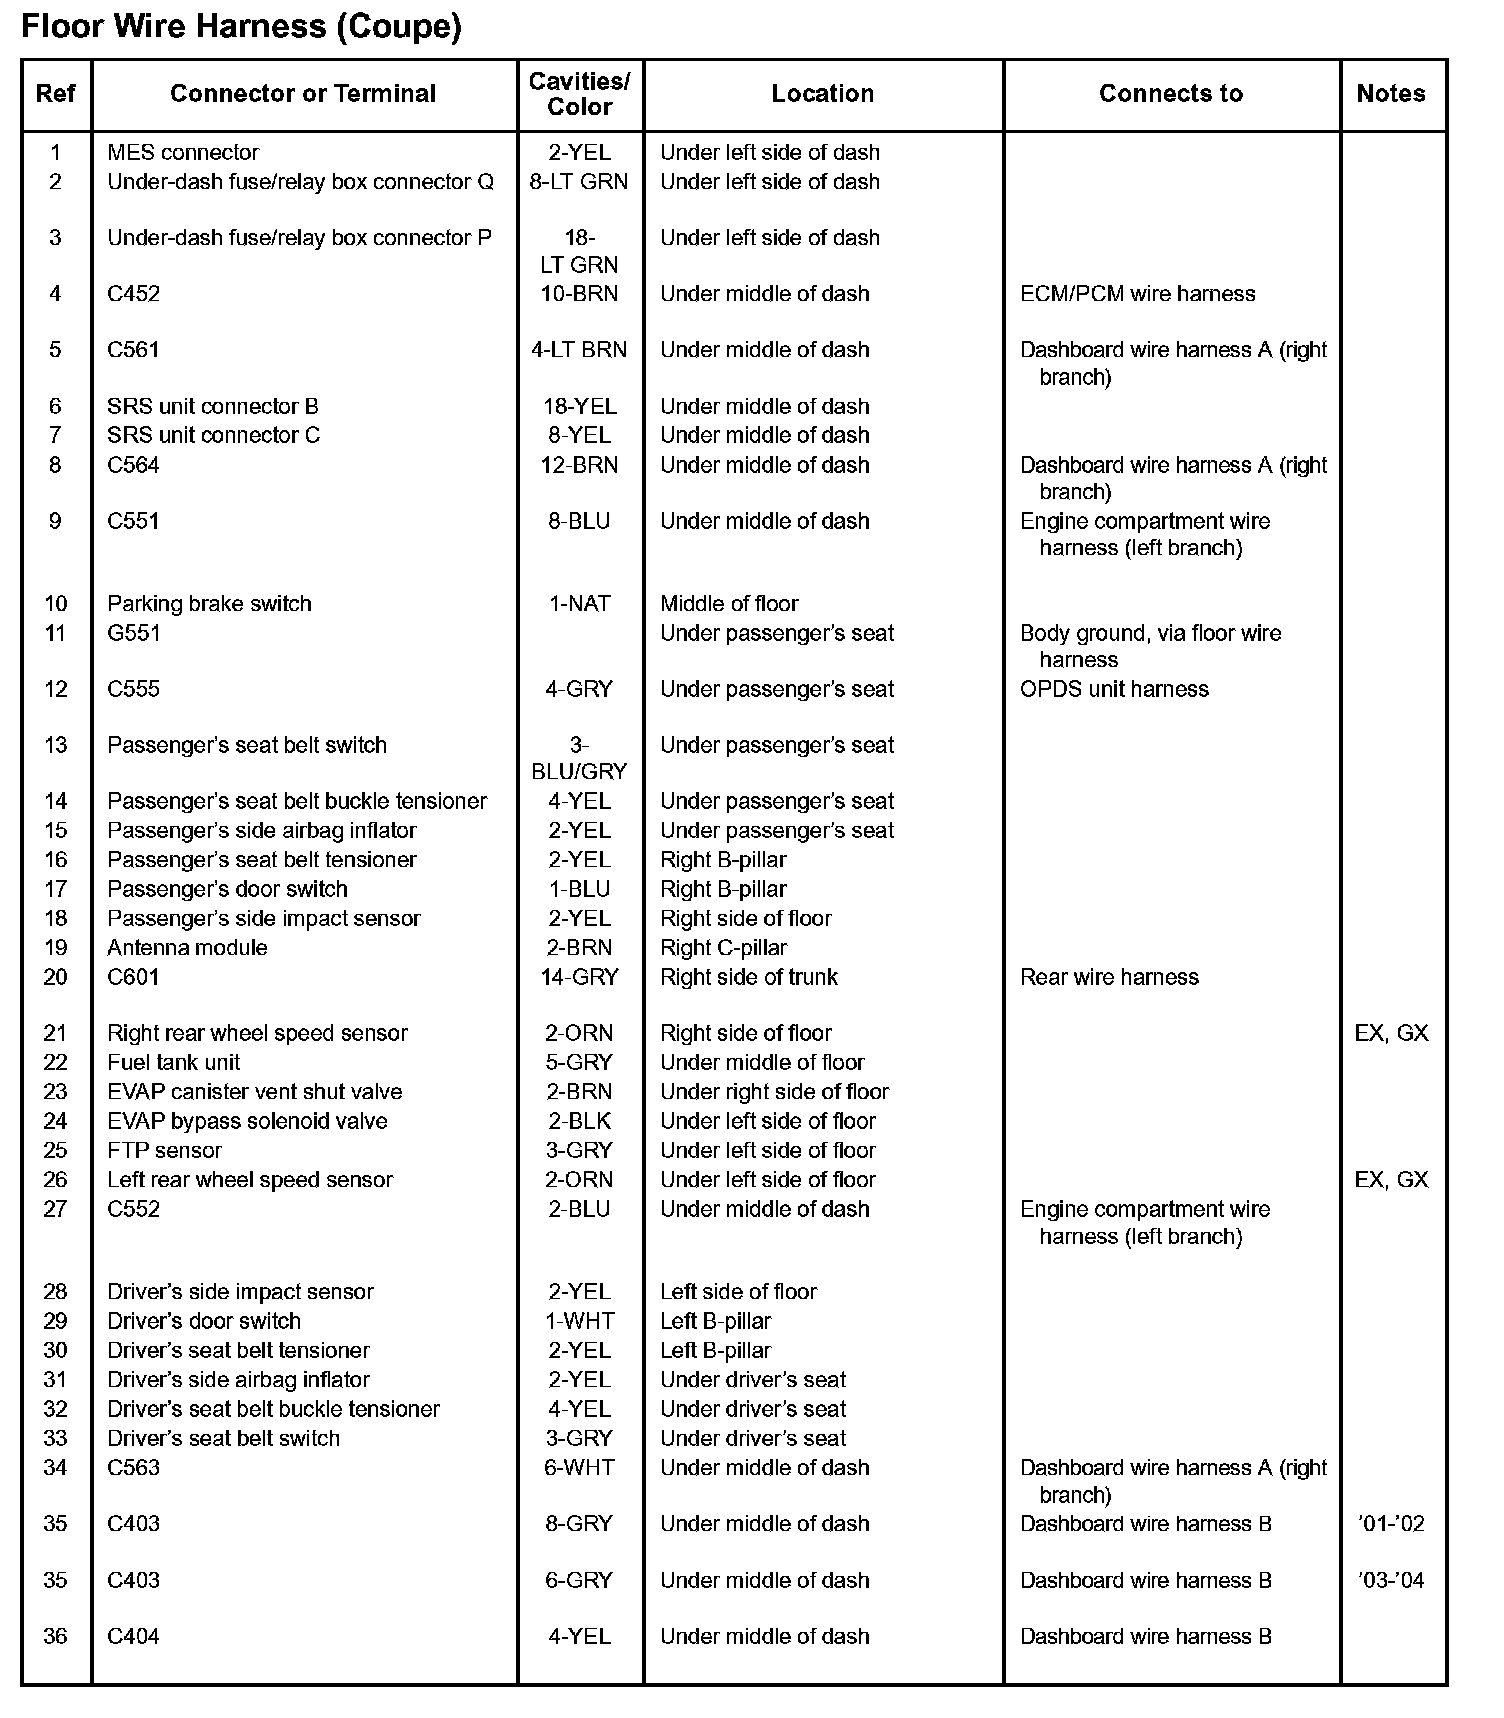 Floor Wire Harness (Coupe)
Ref Connector or Terminal Cavities/ Color Location Connects to Notes
1 MES connector 2-YEL Under left side of dash
2 Under-dash fuse/relay box connector Q 8-LT GRN Under left side of dash
3 Under-dash fuse/relay box connector P 18- Under left side of dash
LT GRN
4 C452 10-BRN Under middle of dash ECM/PCM wire harness
5 C561 4-LT BRN Under middle of dash Dashboard wire harness A (right
branch)
6 SRS unit connector B 18-YEL Under middle of dash
7 SRS unit connector C 8-YEL Under middle of dash
8 C564 12-BRN Under middle of dash Dashboard wire harness A (right
branch)
9 C551 8-BLU Under middle of dash Engine compartment wire
harness (left branch)
10 Parking brake switch 1-NAT Middle of floor
11 G551 Under passenger's seat Body ground, via floor wire
harness
12 C555 4-GRY Under passenger's seat OPDS unit harness
13 Passenger's seat belt switch 3- Under passenger's seat
BLU/GRY
14 Passenger's seat belt buckle tensioner 4-YEL Under passenger's seat
15 Passenger's side airbag inflator 2-YEL Under passenger's seat
16 Passenger's seat belt tensioner 2-YEL Right B-pillar
17 Passenger's door switch 1-BLU Right B-pillar
18 Passenger's side impact sensor 2-YEL Right side of floor
19 Antenna module 2-BRN Right C-pillar
20 C601 14-GRY Right side of trunk Rear wire harness
21 Right rear wheel speed sensor 2-ORN Right side of floor EX, GX
22 Fuel tank unit 5-GRY Under middle of floor
23 EVAP canister vent shut valve 2-BRN Under right side of floor
24 EVAP bypass solenoid valve 2-BLK Under left side of floor
25 FTP sensor 3-GRY Under left side of floor
26 Left rear wheel speed sensor 2-ORN Under left side of floor EX, GX
27 C552 2-BLU Under middle of dash Engine compartment wire
harness (left branch)
28 Driver's side impact sensor 2-YEL Left side of floor
29 Driver's door switch 1-WHT Left B-pillar
30 Driver's seat belt tensioner 2-YEL Left B-pillar
31 Driver's side airbag inflator 2-YEL Under driver's seat
32 Driver's seat belt buckle tensioner 4-YEL Under driver's seat
33 Driver's seat belt switch 3-GRY Under driver's seat
34 C563 6-WHT Under middle of dash Dashboard wire harness A (right
branch)
35 C403 8-GRY Under middle of dash Dashboard wire harness B '01-'02
35 C403 6-GRY Under middle of dash Dashboard wire harness B '03-'04
36 C404 4-YEL Under middle of dash Dashboard wire harness B